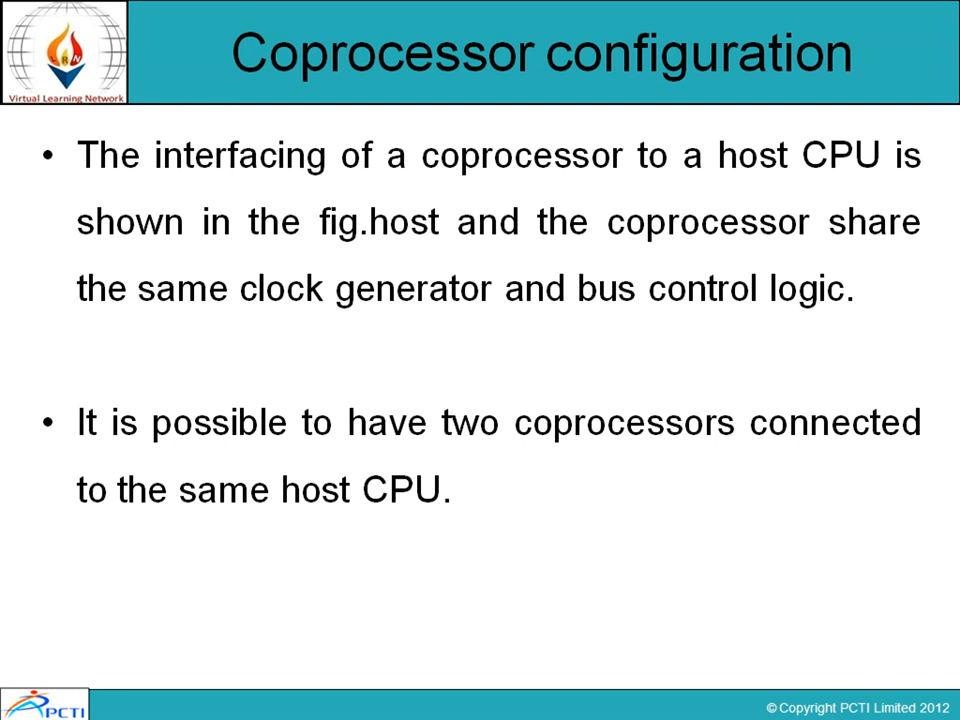 Coprocessor configuration
Virtual Learning Network
• The interfacing of a coprocessor to a host CPU is
shown in the fig.host and the coprocessor share
the same clock generator and bus control logic.
• It is possible to have two coprocessors connected
to the same host CPU.
PCTI
© Copyright PCTI Limited 2012